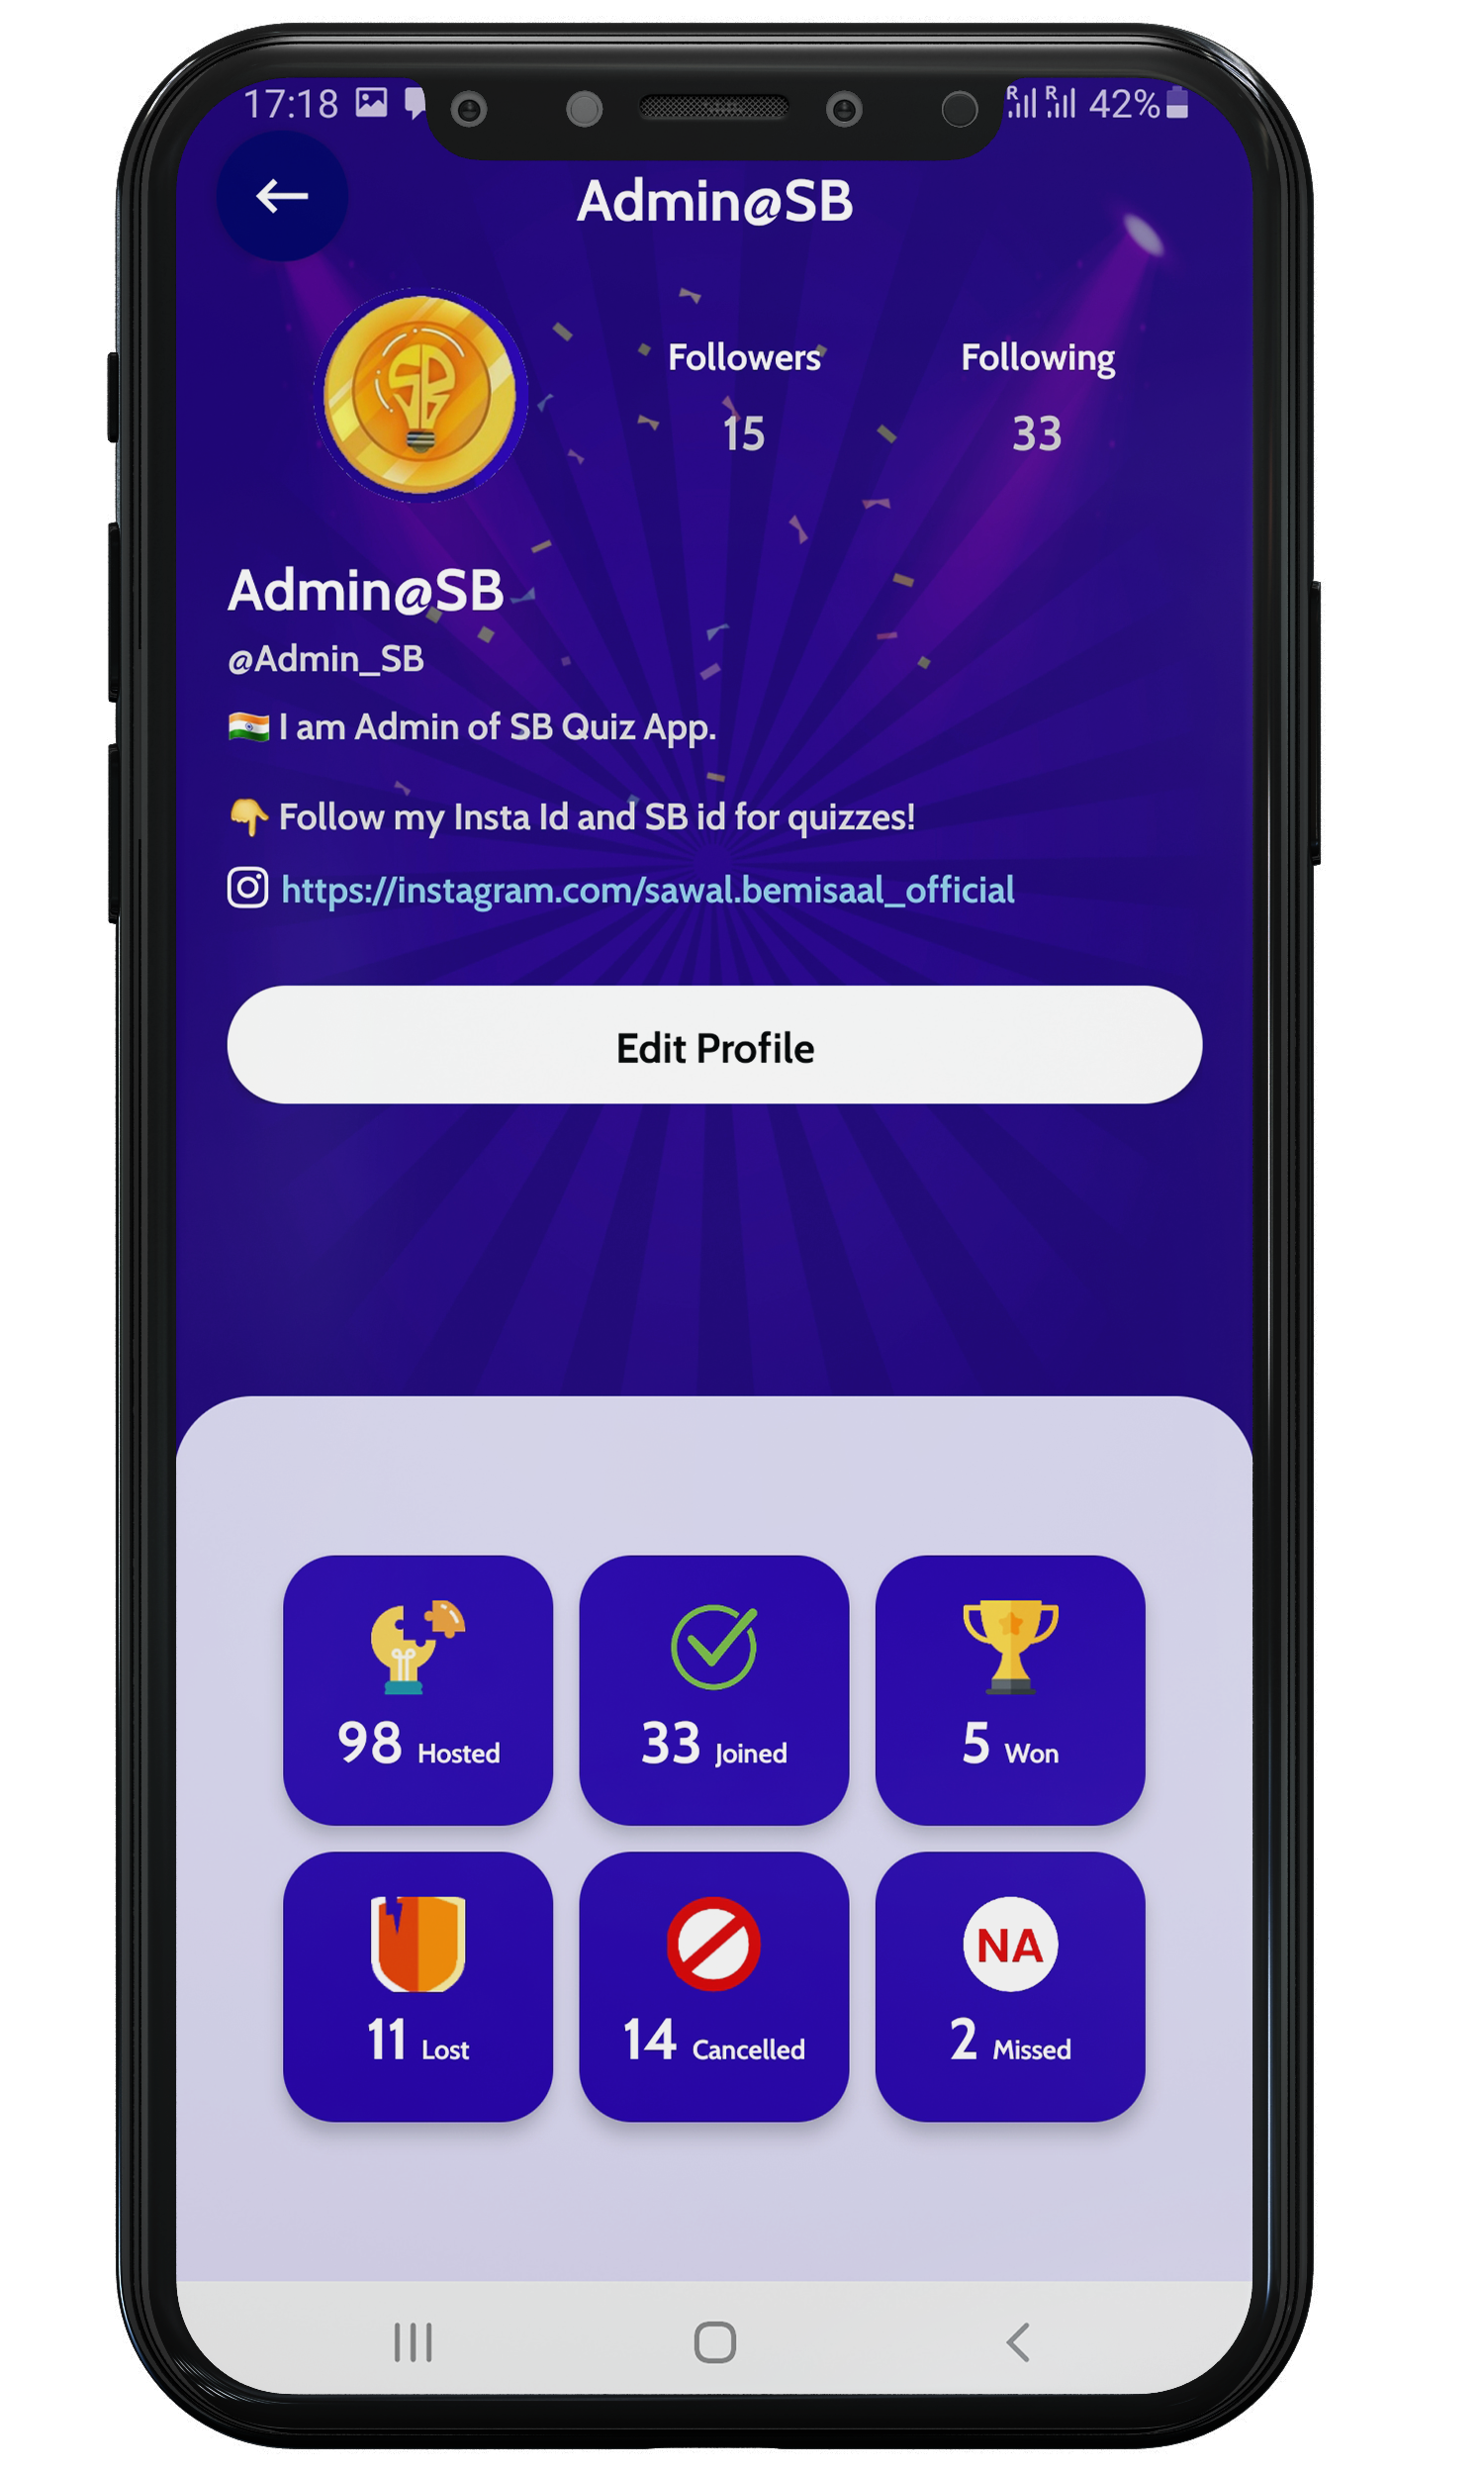 17:18 R R 42%
Admin@SB
SB
Followers Following
15 33
Admin@SB
@Admin_SB
🇮🇳 I am Admin of SB Quiz App.
👇 Follow my Insta Id and SB id for quizzes!
https://instagram.com/sawal.bemisaal_official
Edit Profile
98 Hosted 33 Joined 5 Won
NA
11 Lost 14 Cancelled 2 Missed